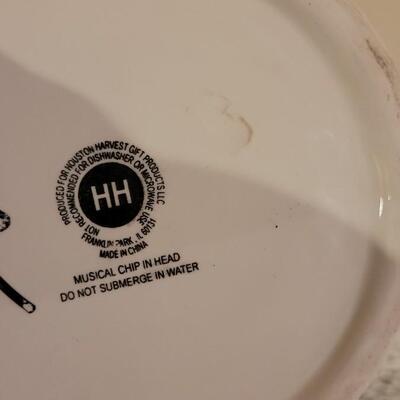 PRODUCED FOR HOUSTON HARVEST GIFT PRODUCTS LLC
NOT RECOMMENDED FOR DISHWASHER OR MICROWAVE USE
FRANKLIN PARK, IL 60131
MADE IN CHINA
HH
MUSICAL CHIP IN HEAD
DO NOT SUBMERGE IN WATER